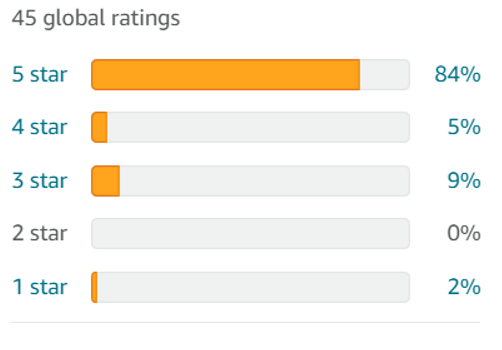 45 global ratings
5 star 84%
4 star 5%
3 star 9%
2 star 0%
1 star 2%